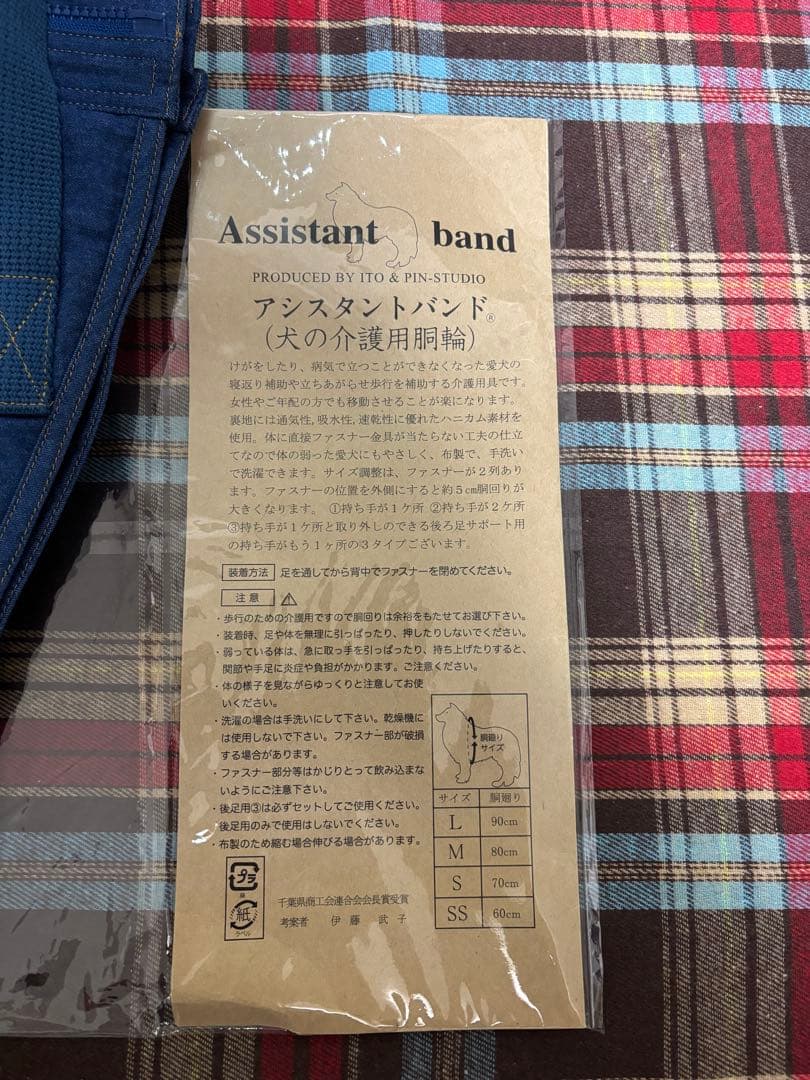 Assistant band
PRODUCED BY ITO & PIN-STUDIO
アシスタントバンド®
(犬の介護用胴輪)
けがをしたり、病気で立つことができなくなった愛犬の
寝返り補助や立ちあがらせ歩行を補助する介護用具です。
女性やご年配の方でも移動させることが楽になります。
裏地には通気性,吸水性,速乾性に優れたハニカム素材を
使用。体に直接ファスナー金具が当たらない工夫の仕立
てなので体の弱った愛犬にもやさしく、布製で、手洗い
で洗濯できます。サイズ調整は、ファスナーが2列あり
ます。ファスナーの位置を外側にすると約5cm胴回りが
大きくなります。 ①持ち手が1ケ所 ②持ち手が2ケ所
③持ち手が1ケ所と取り外しのできる後ろ足サポート用
の持ち手がもう1ヶ所の3タイプございます。
装着方法 足を通してから背中でファスナーを閉めてください。
注意
・歩行のための介護用ですので胴回りは余裕をもたせてお選び下さい。
・装着時、足や体を無理に引っぱったり、押したりしないでください。
・弱っている体は、急に取っ手を引っぱったり、持ち上げたりすると、
関節や手足に炎症や負担がかかります。ご注意ください。
・体の様子を見ながらゆっくりと注意してお使
いください。
・洗濯の場合は手洗いにして下さい。乾燥機に
は使用しないで下さい。ファスナー部が破損
する場合があります。
・ファスナー部分等はかじりとって飲み込まな
いようにご注意下さい。
・後足用③は必ずセットしてご使用ください。
・後足用のみで使用はしないでください。
・布製のため縮む場合伸びる場合があります。
胴廻り
サイズ
サイズ 胴廻り
L 90cm
M 80cm
S 70cm
SS 60cm
プラ
袋
紙
ラベル
千葉県商工会連合会会長賞受賞
考案者 伊藤 武子